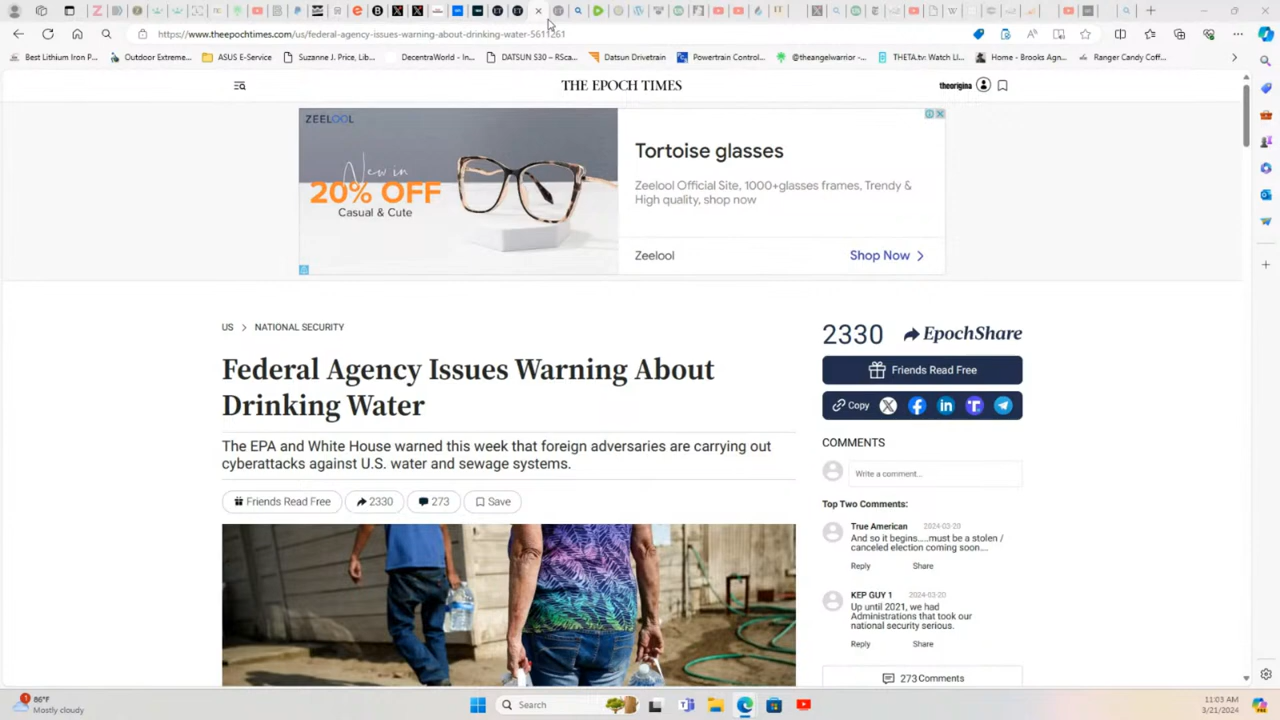 https://www.theepochtimes.com/us/federal-agency-issues-warning-about-drinking-water-5611261
Best Lithium Iron P...
Outdoor Extreme...
ASUS E-Service
Suzanne J. Price, Lib...
DecentraWorld - In...
DATSUN S30 – RSca...
Datsun Drivetrain
Powertrain Control...
@theangelwarrior -...
THETA.tv: Watch Li...
Home - Brooks Agn...
Ranger Candy Coff...
THE EPOCH TIMES
theorigina
ZEELOOL
New in
20% OFF
Casual & Cute
Tortoise glasses
Zeelool Official Site, 1000+glasses frames, Trendy &
High quality, shop now
Zeelool
Shop Now
US > NATIONAL SECURITY
Federal Agency Issues Warning About
Drinking Water
The EPA and White House warned this week that foreign adversaries are carrying out
cyberattacks against U.S. water and sewage systems.
Friends Read Free
2330
273
Save
2330 EpochShare
Friends Read Free
Copy
COMMENTS
Write a comment...
Top Two Comments:
True American 2024-03-20
And so it begins.....must be a stolen /
canceled election coming soon...
Reply Share
KEP GUY 1 2024-03-20
Up until 2021, we had
Administrations that took our
national security serious.
Reply Share
273 Comments
86°F
Mostly cloudy
Search
11:03 AM
3/21/2024